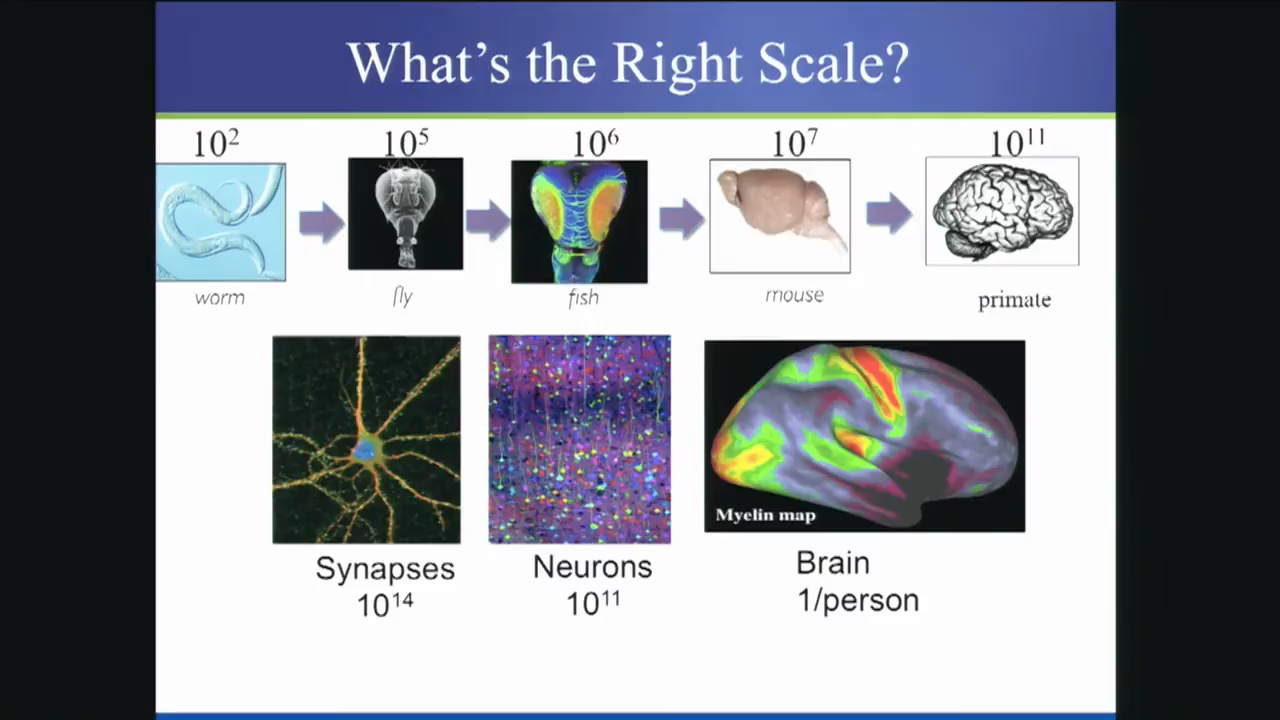 What's the Right Scale?
10² 10⁵ 10⁶ 10⁷ 10¹¹
worm fly fish mouse primate
Myelin map
Synapses Neurons Brain
10¹⁴ 10¹¹ 1/person